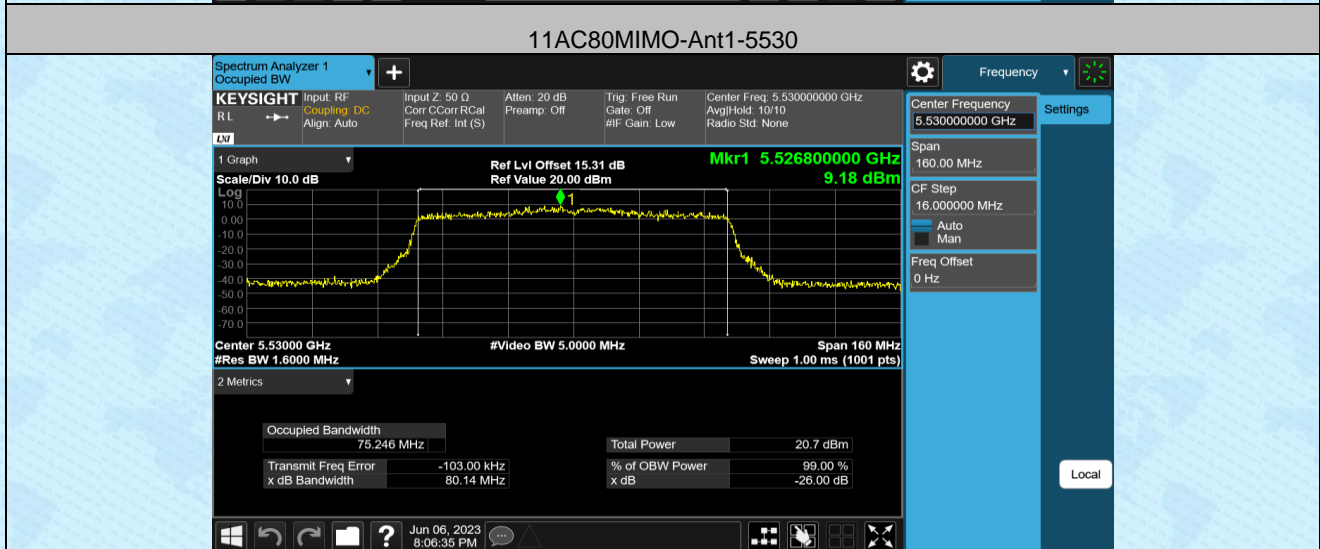 11AC80MIMO-Ant1-5530
Spectrum Analyzer 1
Occupied BW
+
Frequency
KEYSIGHT
R L
LXI
Input: RF
Coupling: DC
Align: Auto
Input Z: 50 Ω
Corr CCorr RCal
Freq Ref: Int (S)
Atten: 20 dB
Preamp: Off
Trig: Free Run
Gate: Off
#IF Gain: Low
Center Freq: 5.530000000 GHz
Avg|Hold: 10/10
Radio Std: None
Center Frequency
5.530000000 GHz
Settings
Span
160.00 MHz
CF Step
16.000000 MHz
Auto
Man
Freq Offset
0 Hz
Local
1 Graph
Scale/Div 10.0 dB
Ref Lvl Offset 15.31 dB
Ref Value 20.00 dBm
Mkr1 5.526800000 GHz
9.18 dBm
Log
10.0
0.00
-10.0
-20.0
-30.0
-40.0
-50.0
-60.0
-70.0
1
Center 5.53000 GHz
#Res BW 1.6000 MHz
#Video BW 5.0000 MHz
Span 160 MHz
Sweep 1.00 ms (1001 pts)
2 Metrics
Occupied Bandwidth
75.246 MHz
Total Power 20.7 dBm
Transmit Freq Error -103.00 kHz
% of OBW Power 99.00 %
x dB Bandwidth 80.14 MHz
x dB -26.00 dB
?
Jun 06, 2023
8:06:35 PM